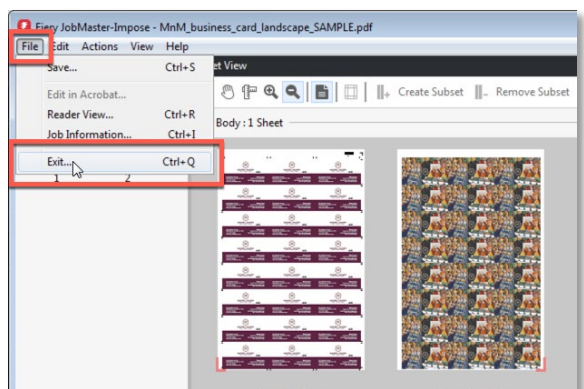 Fiery JobMaster-Impose - MnM_business_card_landscape_SAMPLE.pdf
File Edit Actions View Help
Save... Ctrl+S
et View
Edit in Acrobat...
Reader View... Ctrl+R
Create Subset
Remove Subset
Job Information... Ctrl+I
Body : 1 Sheet
Exit... Ctrl+Q
1 2